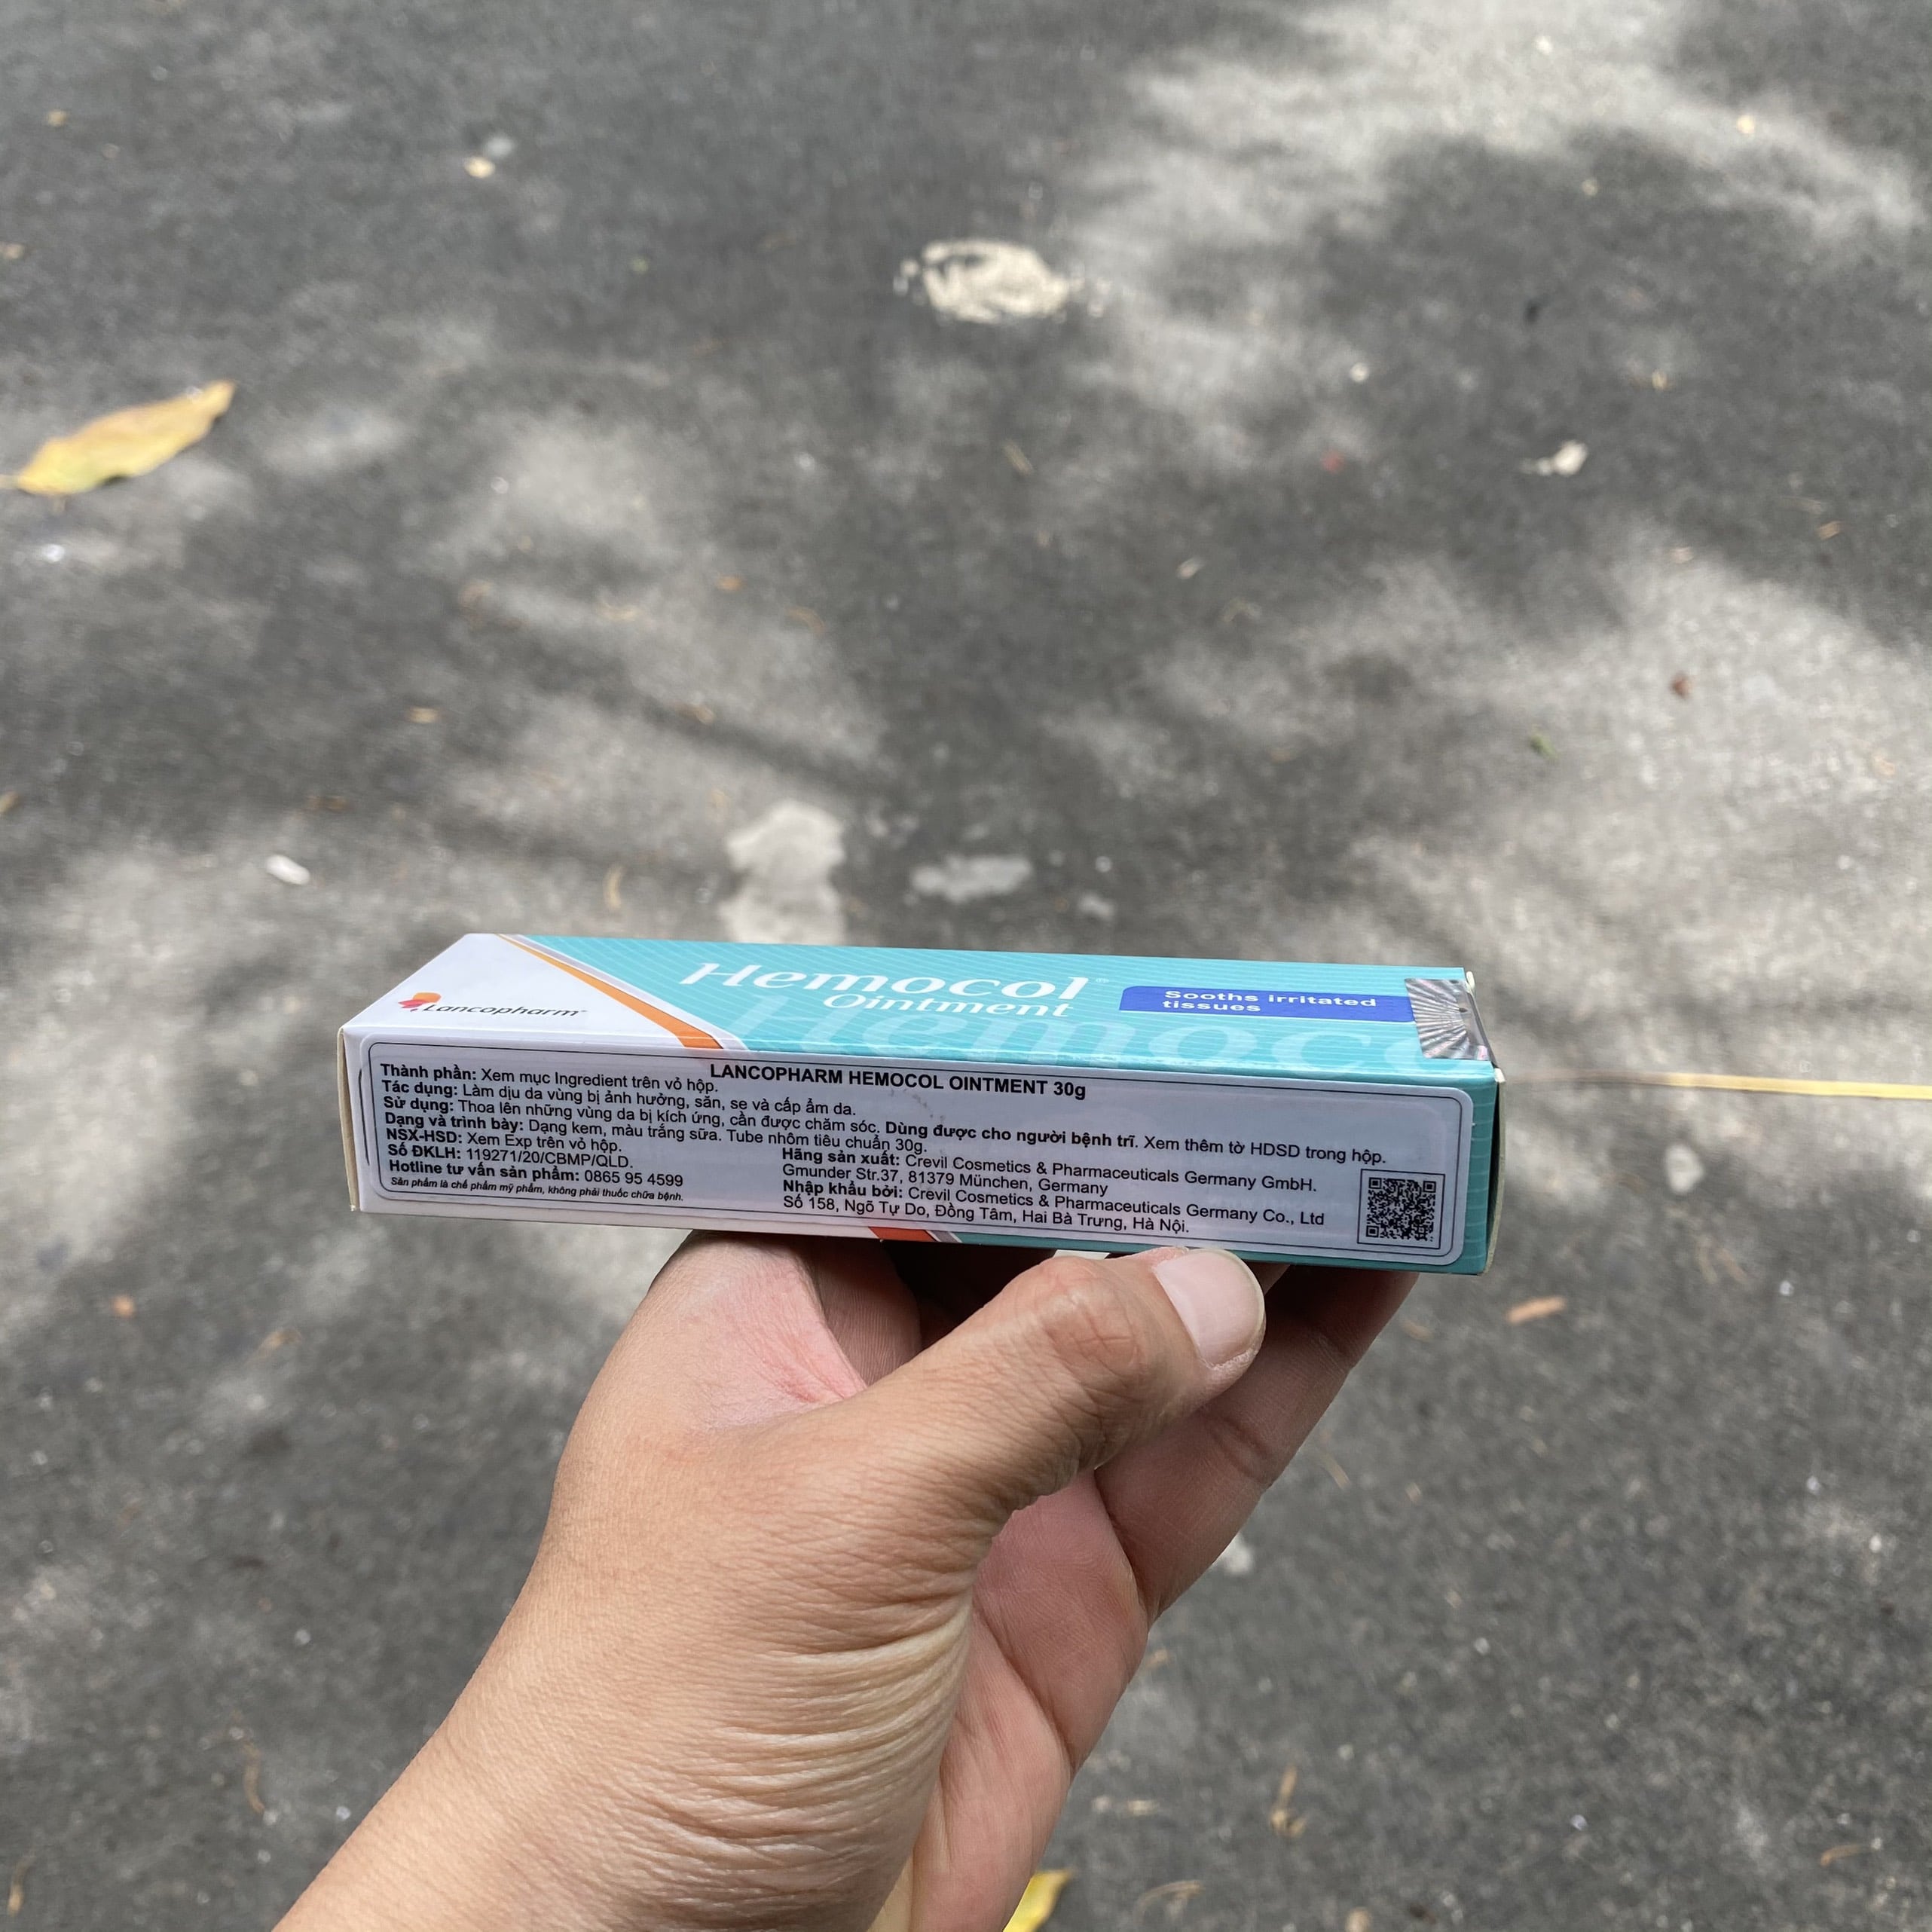 Lancopharm
Hemocol®
Ointment
Sooths irritated
tissues
Hemoco
LANCOPHARM HEMOCOL OINTMENT 30g
Thành phần: Xem mục Ingredient trên vỏ hộp.
Tác dụng: Làm dịu da vùng bị ảnh hưởng, săn, se và cấp ẩm da.
Sử dụng: Thoa lên những vùng da bị kích ứng, cần được chăm sóc. Dùng được cho người bệnh trĩ. Xem thêm tờ HDSD trong hộp.
Dạng và trình bày: Dạng kem, màu trắng sữa. Tube nhôm tiêu chuẩn 30g.
NSX-HSD: Xem Exp trên vỏ hộp.
Số ĐKLH: 119271/20/CBMP/QLD.
Hotline tư vấn sản phẩm: 0865 95 4599
Sản phẩm là chế phẩm mỹ phẩm, không phải thuốc chữa bệnh.
Hãng sản xuất: Crevil Cosmetics & Pharmaceuticals Germany GmbH.
Gmunder Str.37, 81379 München, Germany
Nhập khẩu bởi: Crevil Cosmetics & Pharmaceuticals Germany Co., Ltd
Số 158, Ngõ Tự Do, Đồng Tâm, Hai Bà Trưng, Hà Nội.